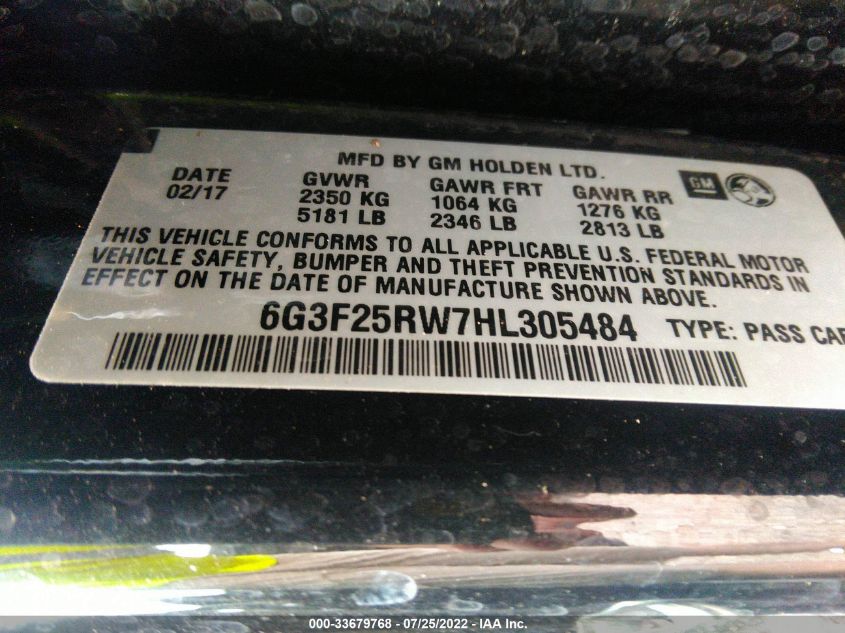 MFD BY GM HOLDEN LTD.
DATE GVWR GAWR FRT GAWR RR GM
02/17 2350 KG 1064 KG 1276 KG
5181 LB 2346 LB 2813 LB
THIS VEHICLE CONFORMS TO ALL APPLICABLE U.S. FEDERAL MOTOR
VEHICLE SAFETY, BUMPER AND THEFT PREVENTION STANDARDS IN
EFFECT ON THE DATE OF MANUFACTURE SHOWN ABOVE.
6G3F25RW7HL305484 TYPE: PASS CAR
000-33679768 - 07/25/2022 - IAA Inc.